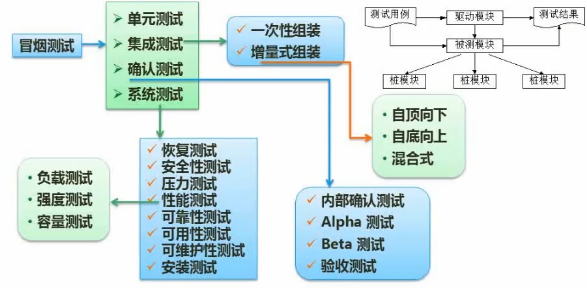 冒烟测试
单元测试
集成测试
确认测试
系统测试
一次性组装
增量式组装
测试用例
驱动模块
测试结果
被测模块
桩模块
桩模块
桩模块
自顶向下
自底向上
混合式
恢复测试
安全性测试
压力测试
性能测试
可靠性测试
可用性测试
可维护性测试
安装测试
负载测试
强度测试
容量测试
内部确认测试
Alpha 测试
Beta 测试
验收测试